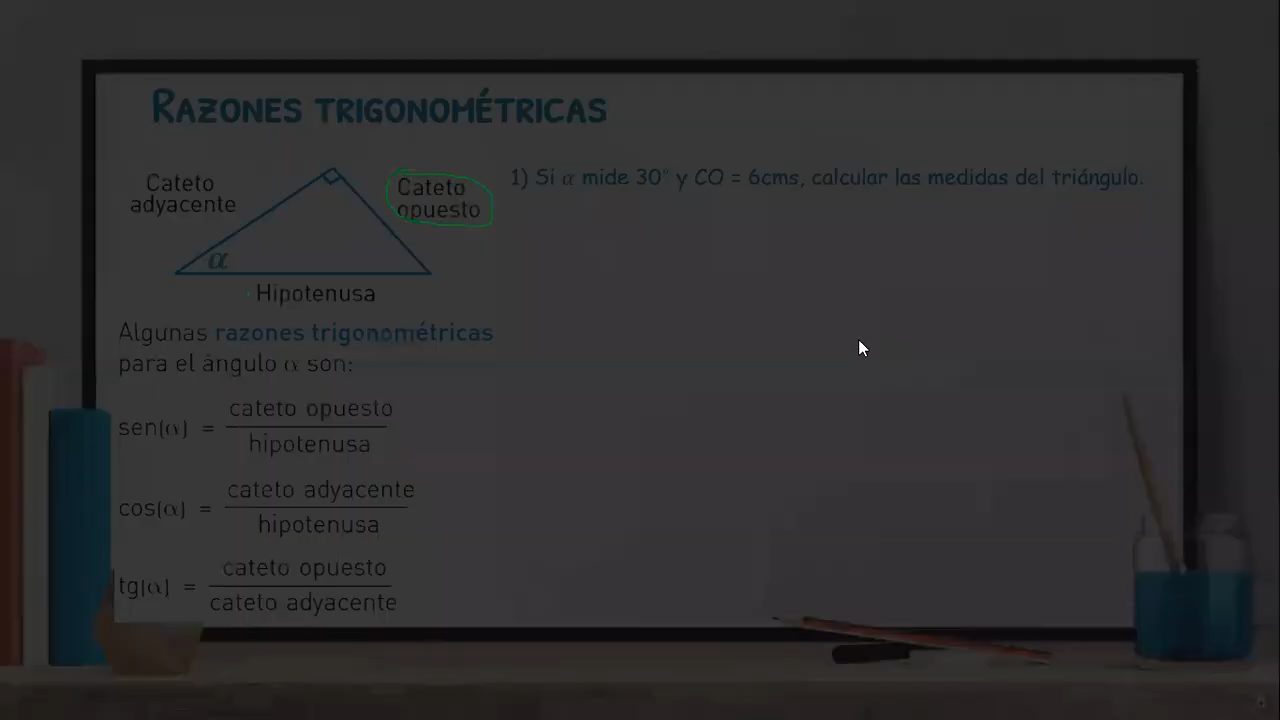 RAZONES TRIGONOMÉTRICAS
Cateto
adyacente
Cateto
opuesto
α
Hipotenusa
1) Si α mide 30° y CO = 6cms, calcular las medidas del triángulo.
Algunas razones trigonométricas
para el ángulo α son:
sen(α) = cateto opuesto
hipotenusa
cos(α) = cateto adyacente
hipotenusa
tg(α) = cateto opuesto
cateto adyacente